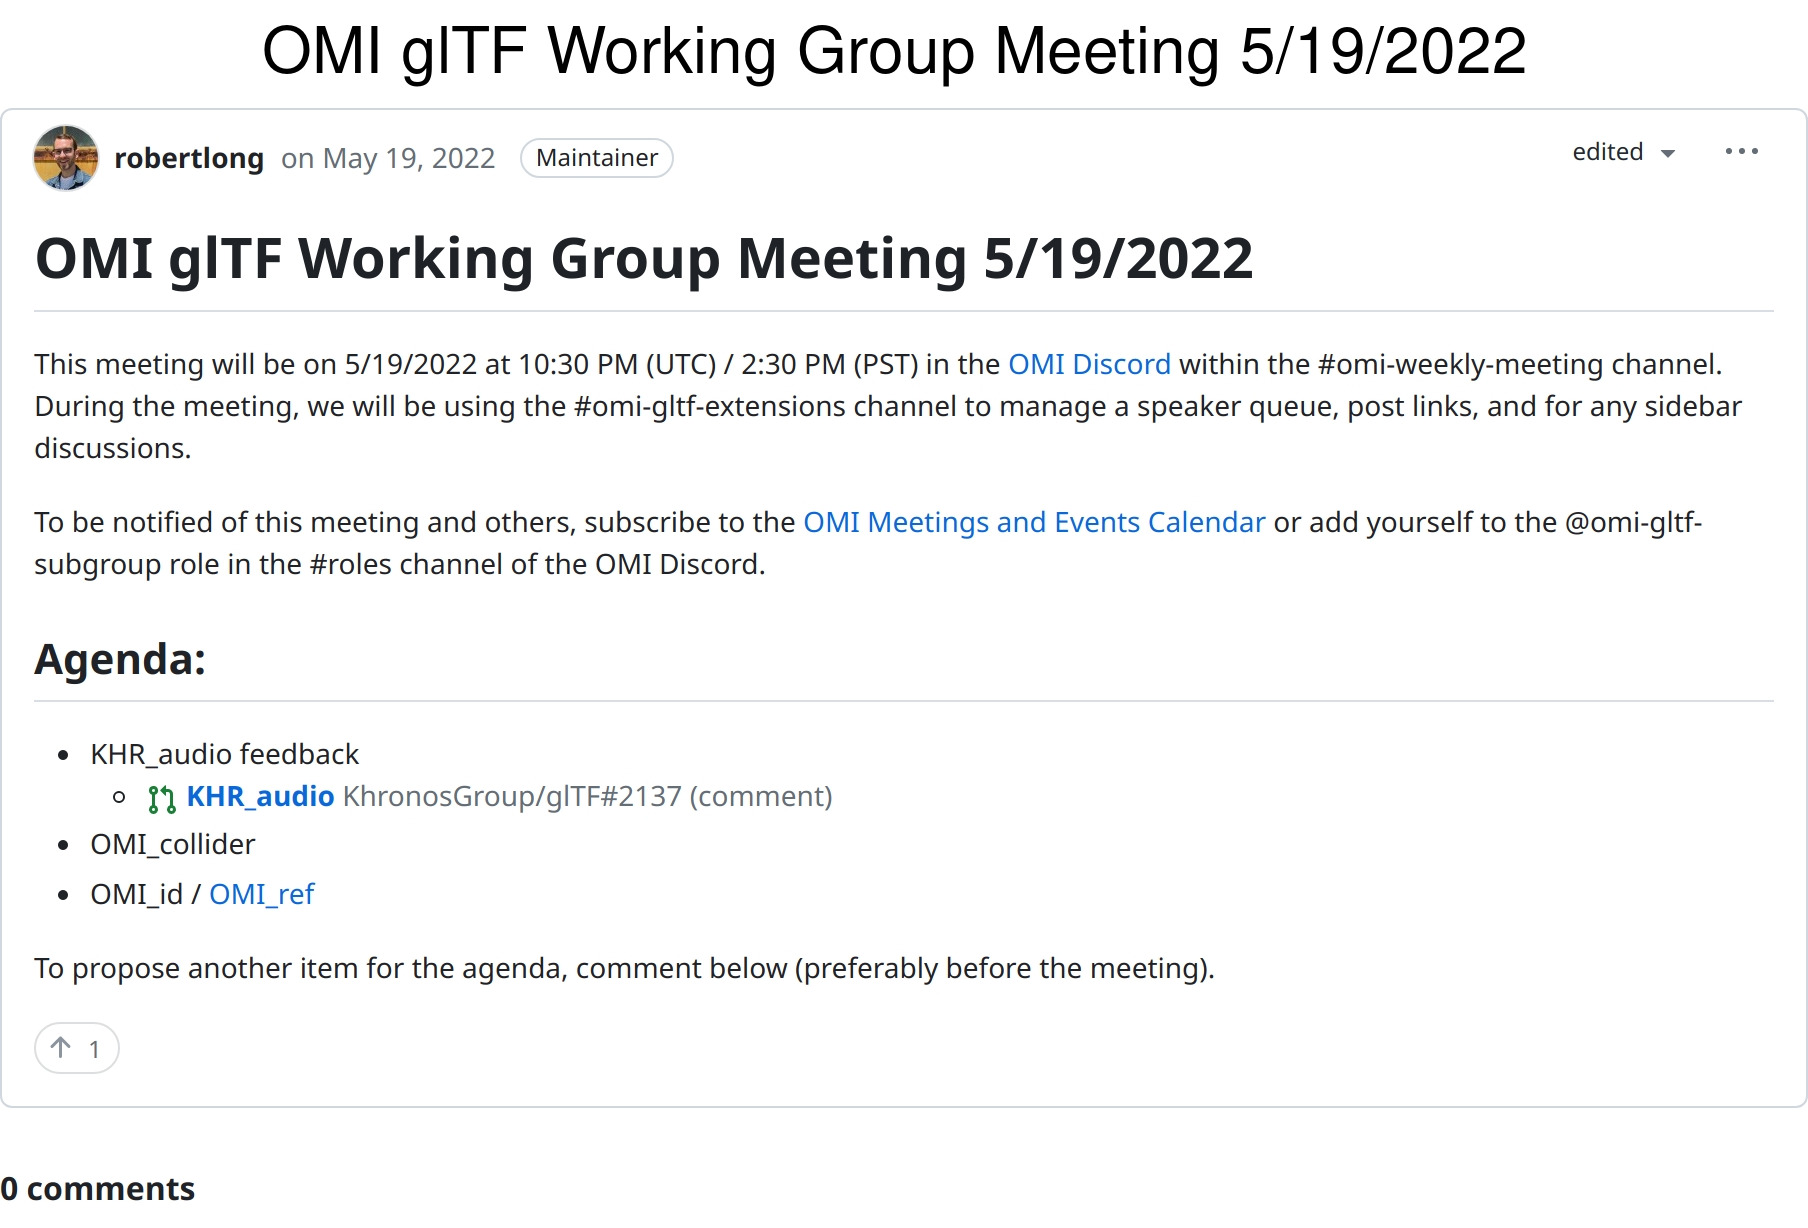 OMI glTF Working Group Meeting 5/19/2022
robertlong on May 19, 2022 Maintainer edited
OMI glTF Working Group Meeting 5/19/2022
This meeting will be on 5/19/2022 at 10:30 PM (UTC) / 2:30 PM (PST) in the OMI Discord within the #omi-weekly-meeting channel.
During the meeting, we will be using the #omi-gltf-extensions channel to manage a speaker queue, post links, and for any sidebar
discussions.
To be notified of this meeting and others, subscribe to the OMI Meetings and Events Calendar or add yourself to the @omi-gltf-
subgroup role in the #roles channel of the OMI Discord.
Agenda:
KHR_audio feedback
KHR_audio KhronosGroup/glTF#2137 (comment)
OMI_collider
OMI_id / OMI_ref
To propose another item for the agenda, comment below (preferably before the meeting).
1
0 comments